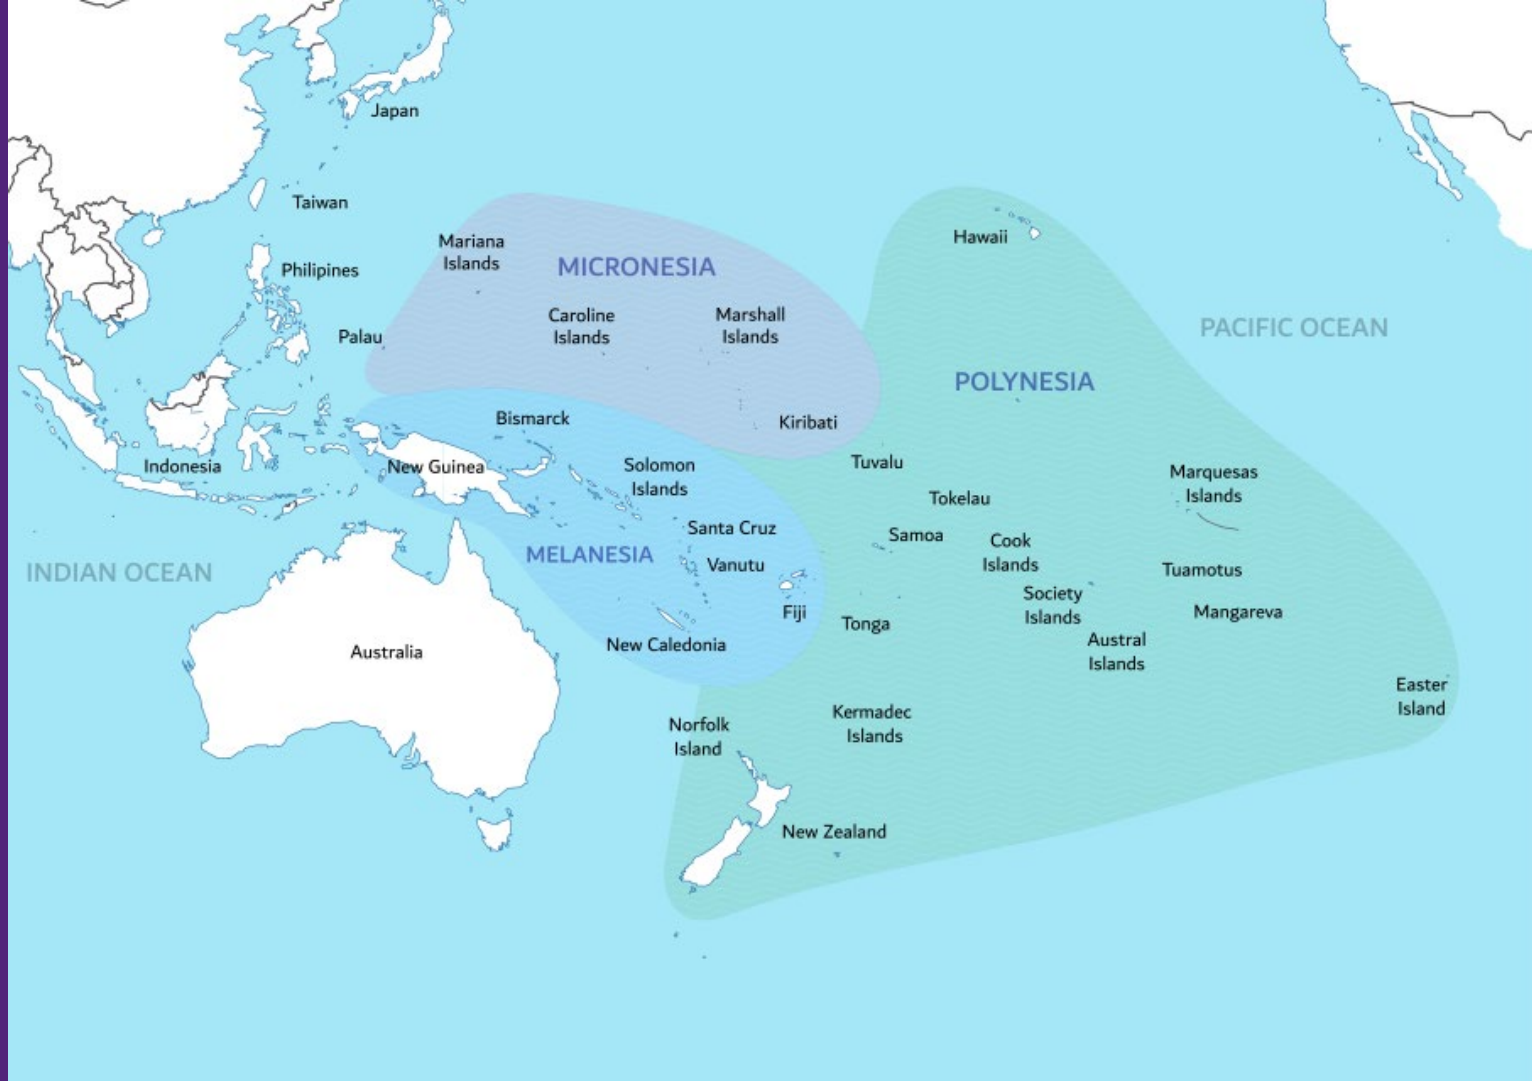 Japan
Taiwan
Hawaii
Mariana
Islands
MICRONESIA
Philipines
Caroline
Islands
Marshall
Islands
PACIFIC OCEAN
Palau
POLYNESIA
Bismarck
Kiribati
Indonesia
New Guinea
Solomon
Islands
Tuvalu
Marquesas
Islands
Tokelau
Santa Cruz
Samoa
Cook
Islands
MELANESIA
Vanutu
INDIAN OCEAN
Tuamotus
Society
Islands
Fiji
Mangareva
Tonga
Australia
New Caledonia
Austral
Islands
Easter
Island
Norfolk
Island
Kermadec
Islands
New Zealand